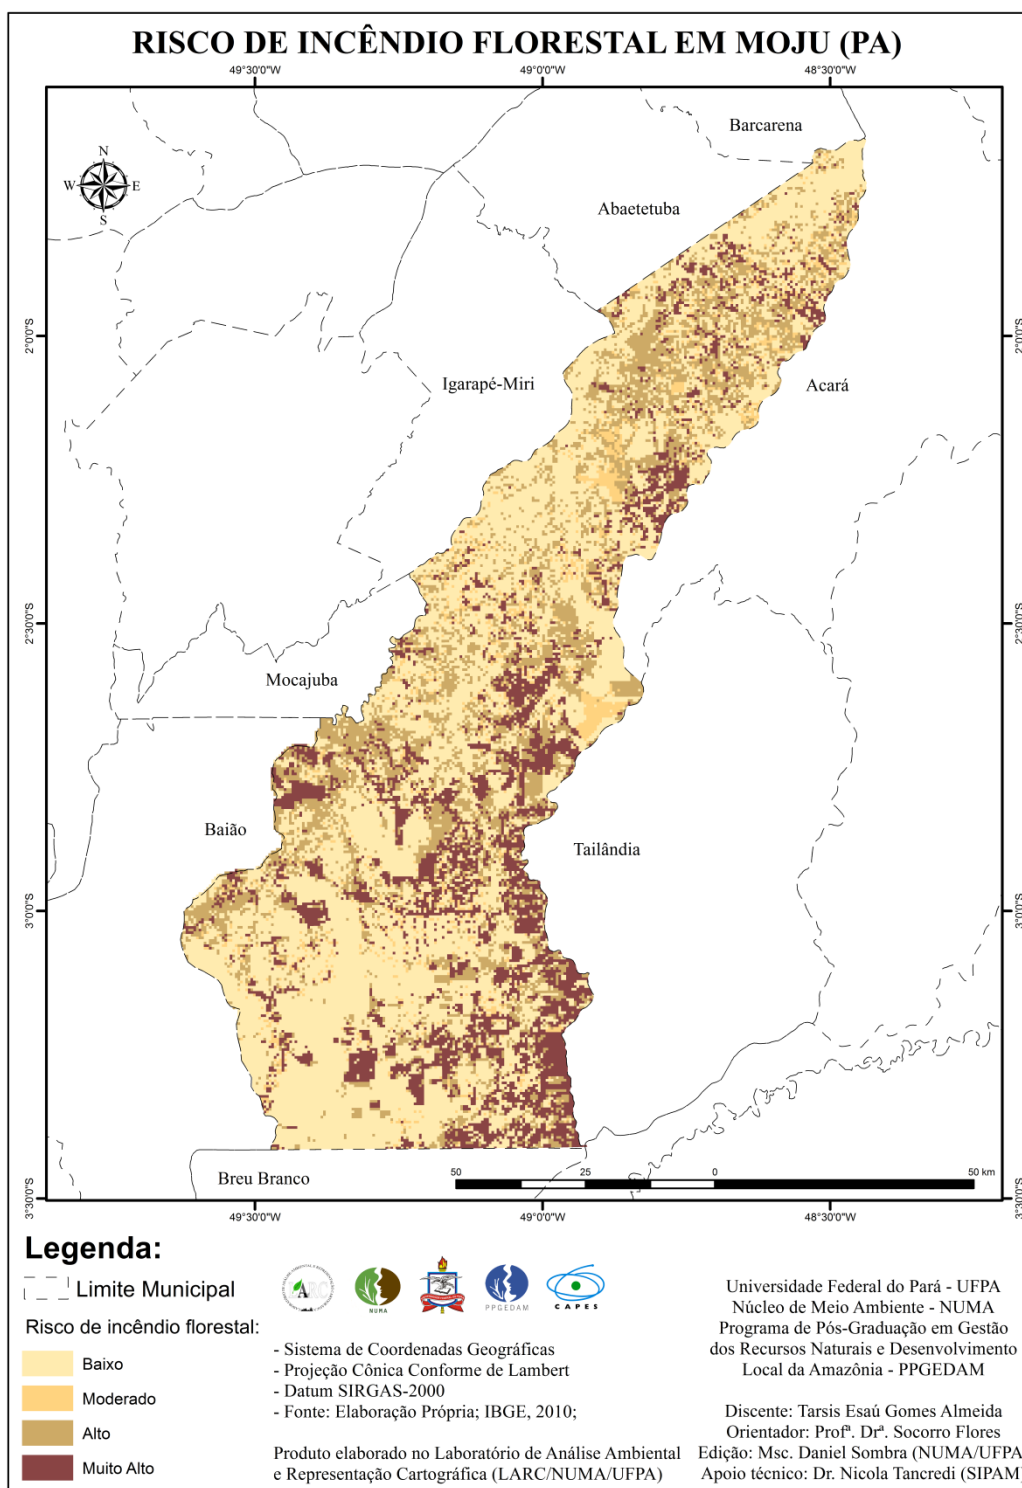 RISCO DE INCÊNDIO FLORESTAL EM MOJU (PA)
49°30'0"W
49°0'0"W
48°30'0"W
Barcarena
N
W E
S
Abaetetuba
2°0'0"S
2°0'0"S
Igarapé-Miri
Acará
2°30'0"S
2°30'0"S
Mocajuba
Baião
Tailândia
3°0'0"S
3°0'0"S
Breu Branco
50 25 0 50 km
3°30'0"S
3°30'0"S
49°30'0"W
49°0'0"W
48°30'0"W
Legenda:
Limite Municipal
Risco de incêndio florestal:
Baixo
Moderado
Alto
Muito Alto
LARC
NUMA
PPGEDAM
CAPES
- Sistema de Coordenadas Geográficas
- Projeção Cônica Conforme de Lambert
- Datum SIRGAS-2000
- Fonte: Elaboração Própria; IBGE, 2010;
Produto elaborado no Laboratório de Análise Ambiental
e Representação Cartográfica (LARC/NUMA/UFPA)
Universidade Federal do Pará - UFPA
Núcleo de Meio Ambiente - NUMA
Programa de Pós-Graduação em Gestão
dos Recursos Naturais e Desenvolvimento
Local da Amazônia - PPGEDAM
Discente: Tarsis Esaú Gomes Almeida
Orientador: Profª. Drª. Socorro Flores
Edição: Msc. Daniel Sombra (NUMA/UFPA
Apoio técnico: Dr. Nicola Tancredi (SIPAM)